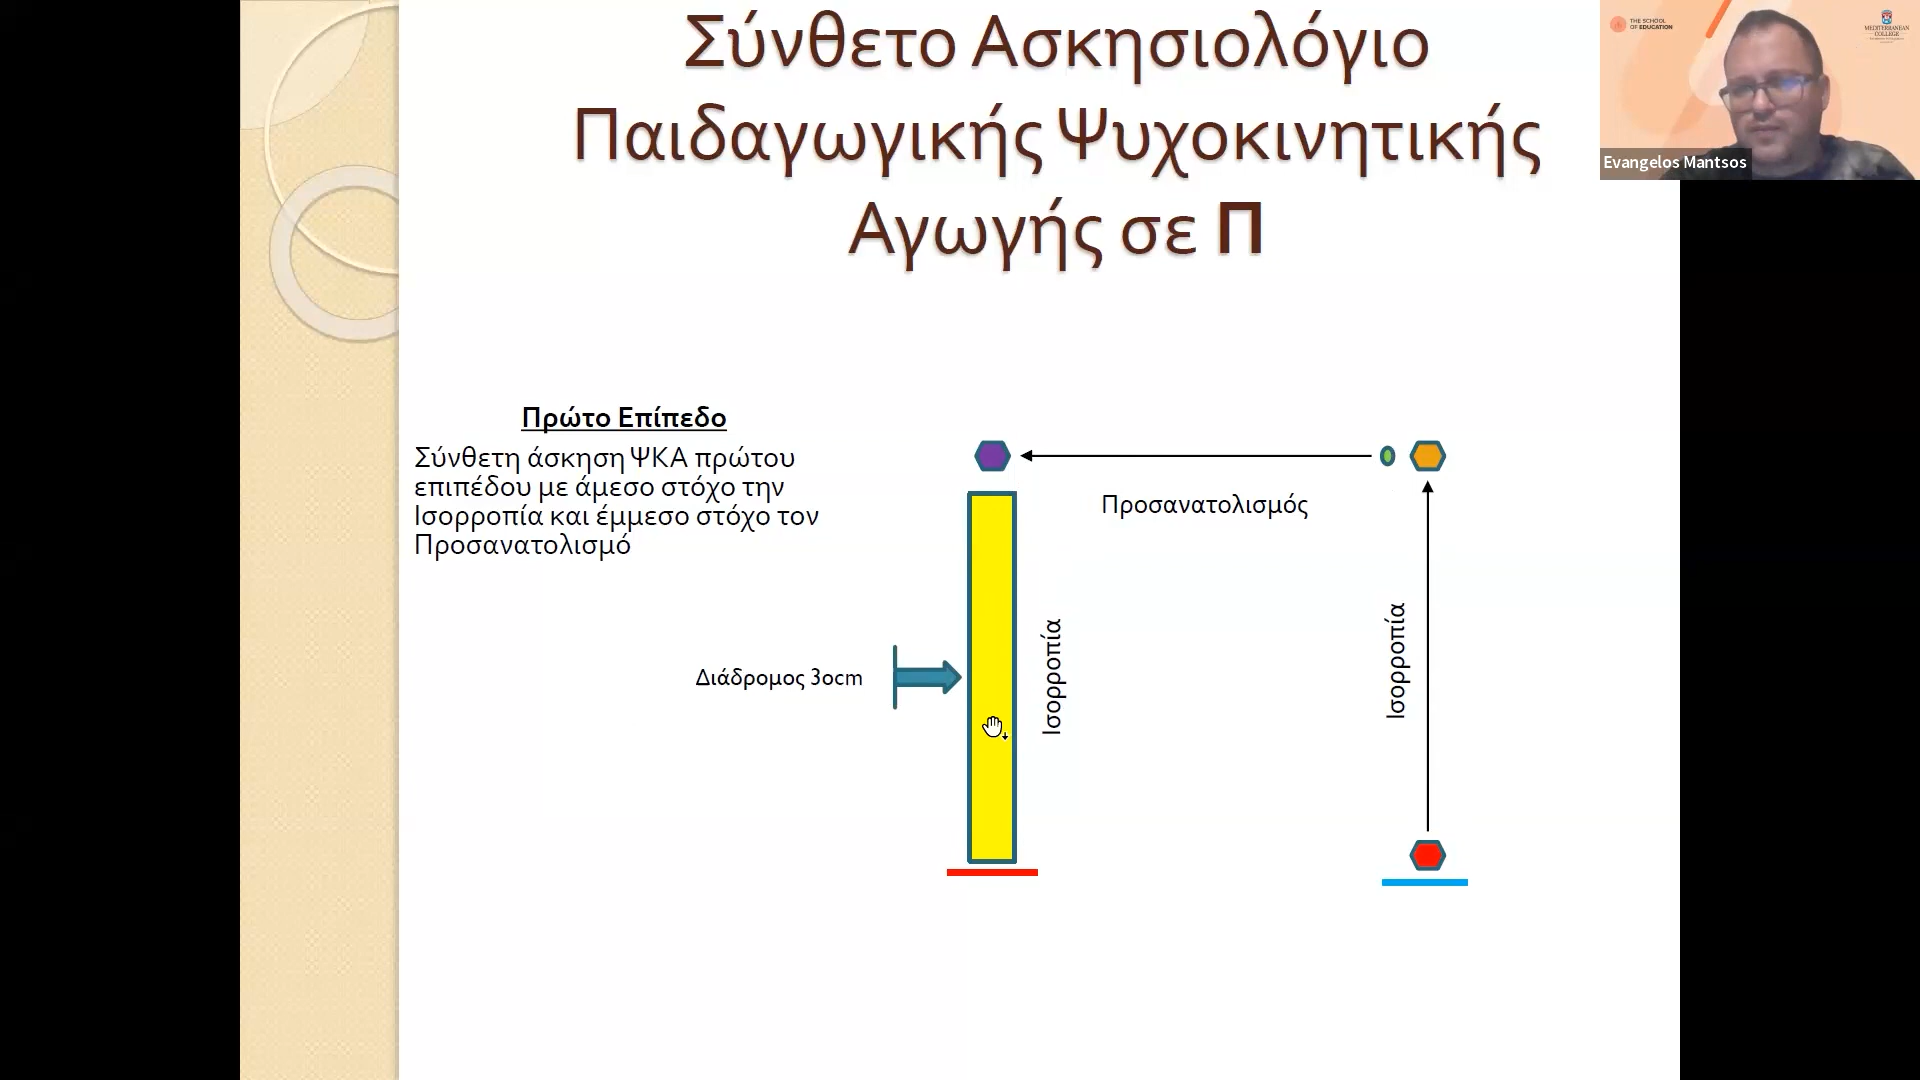 Σύνθετο Ασκησιολόγιο
Παιδαγωγικής Ψυχοκινητικής
Αγωγής σε Π
THE SCHOOL
OF EDUCATION
MEDITERRANEAN
COLLEGE
Evangelos Mantsos
Πρώτο Επίπεδο
Σύνθετη άσκηση ΨΚΑ πρώτου
επιπέδου με άμεσο στόχο την
Ισορροπία και έμμεσο στόχο τον
Προσανατολισμό
Προσανατολισμός
Διάδρομος 30cm
Ισορροπία
Ισορροπία